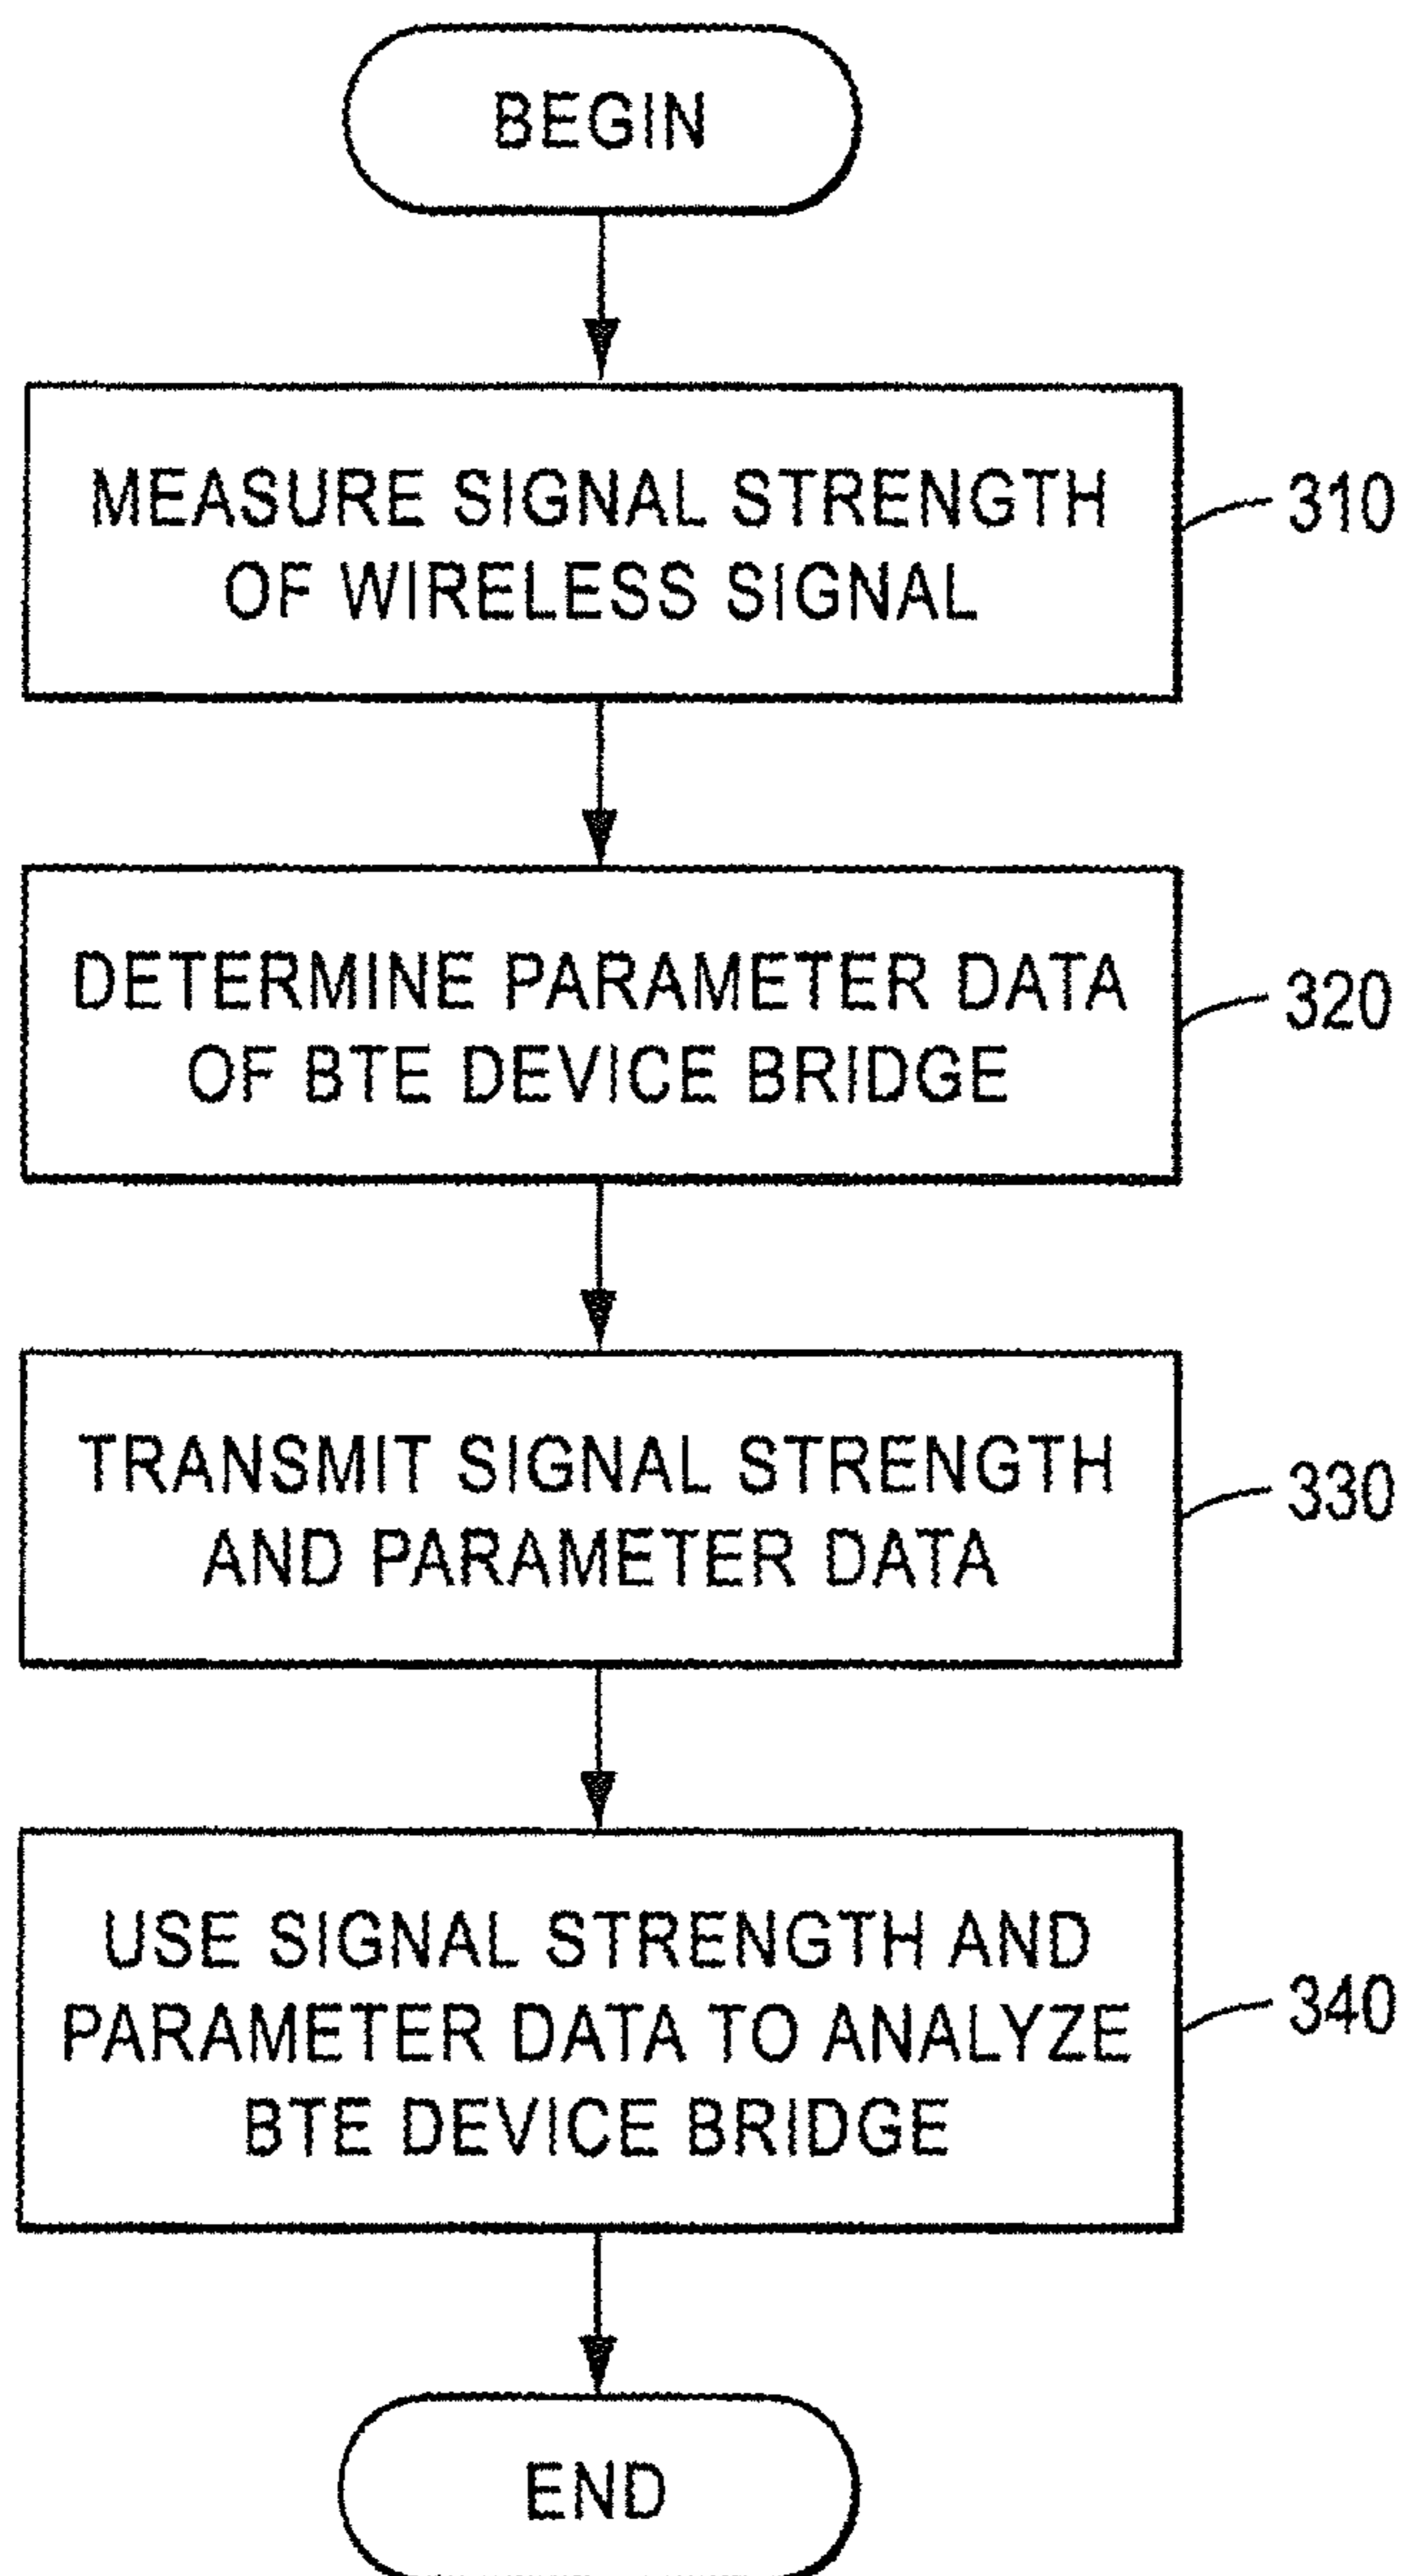 BEGIN
MEASURE SIGNAL STRENGTH
OF WIRELESS SIGNAL
310
DETERMINE PARAMETER DATA
OF BTE DEVICE BRIDGE
320
TRANSMIT SIGNAL STRENGTH
AND PARAMETER DATA
330
USE SIGNAL STRENGTH AND
PARAMETER DATA TO ANALYZE
BTE DEVICE BRIDGE
340
END